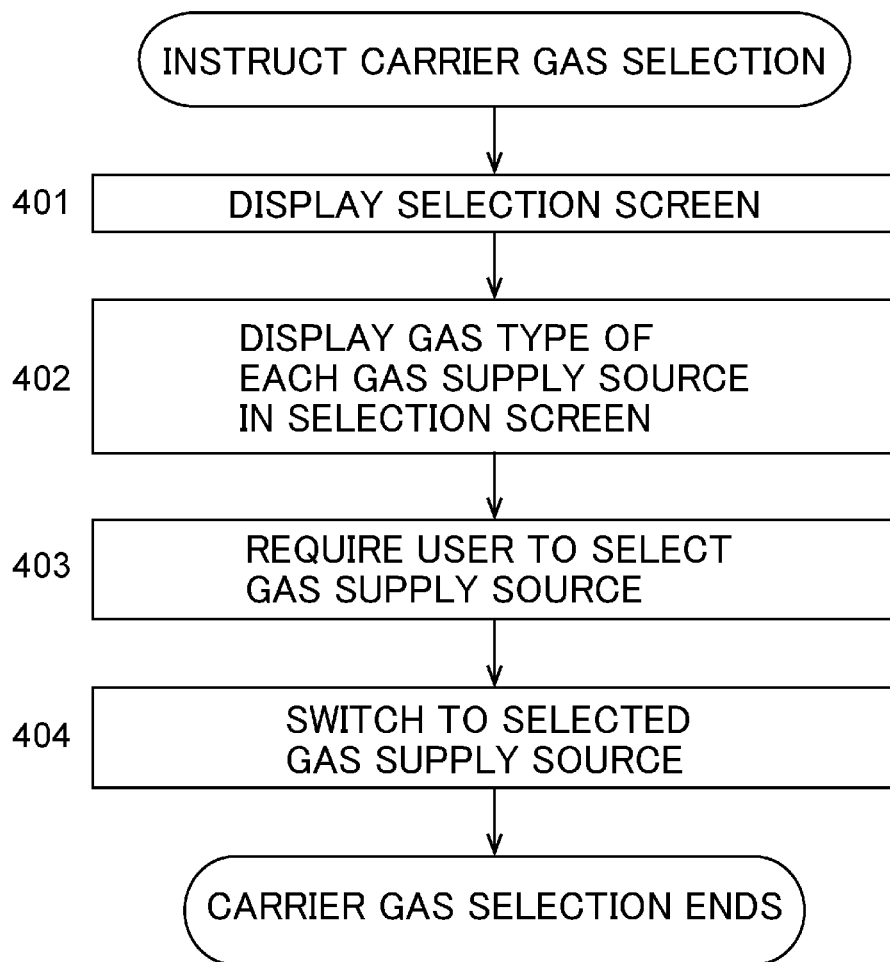 INSTRUCT CARRIER GAS SELECTION
401
DISPLAY SELECTION SCREEN
402
DISPLAY GAS TYPE OF
EACH GAS SUPPLY SOURCE
IN SELECTION SCREEN
403
REQUIRE USER TO SELECT
GAS SUPPLY SOURCE
404
SWITCH TO SELECTED
GAS SUPPLY SOURCE
CARRIER GAS SELECTION ENDS